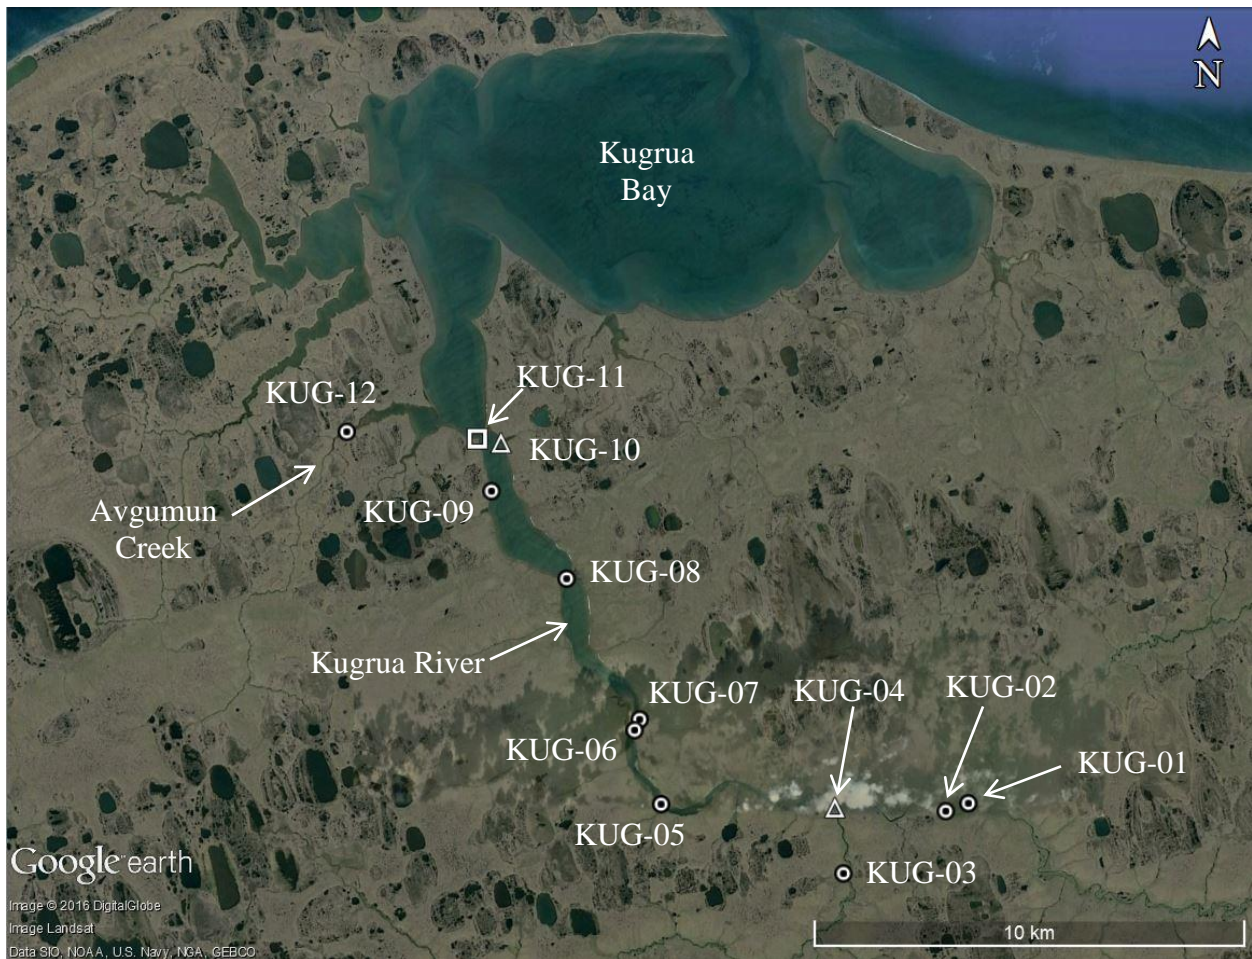 N
Kugrua
Bay
KUG-11
KUG-12
KUG-10
Avgumun
Creek
KUG-09
KUG-08
Kugrua River
KUG-07
KUG-04
KUG-02
KUG-06
KUG-01
KUG-05
KUG-03
Google earth
Image © 2016 DigitalGlobe
Image Landsat
Data SIO, NOAA, U.S. Navy, NGA, GEBCO
10 km